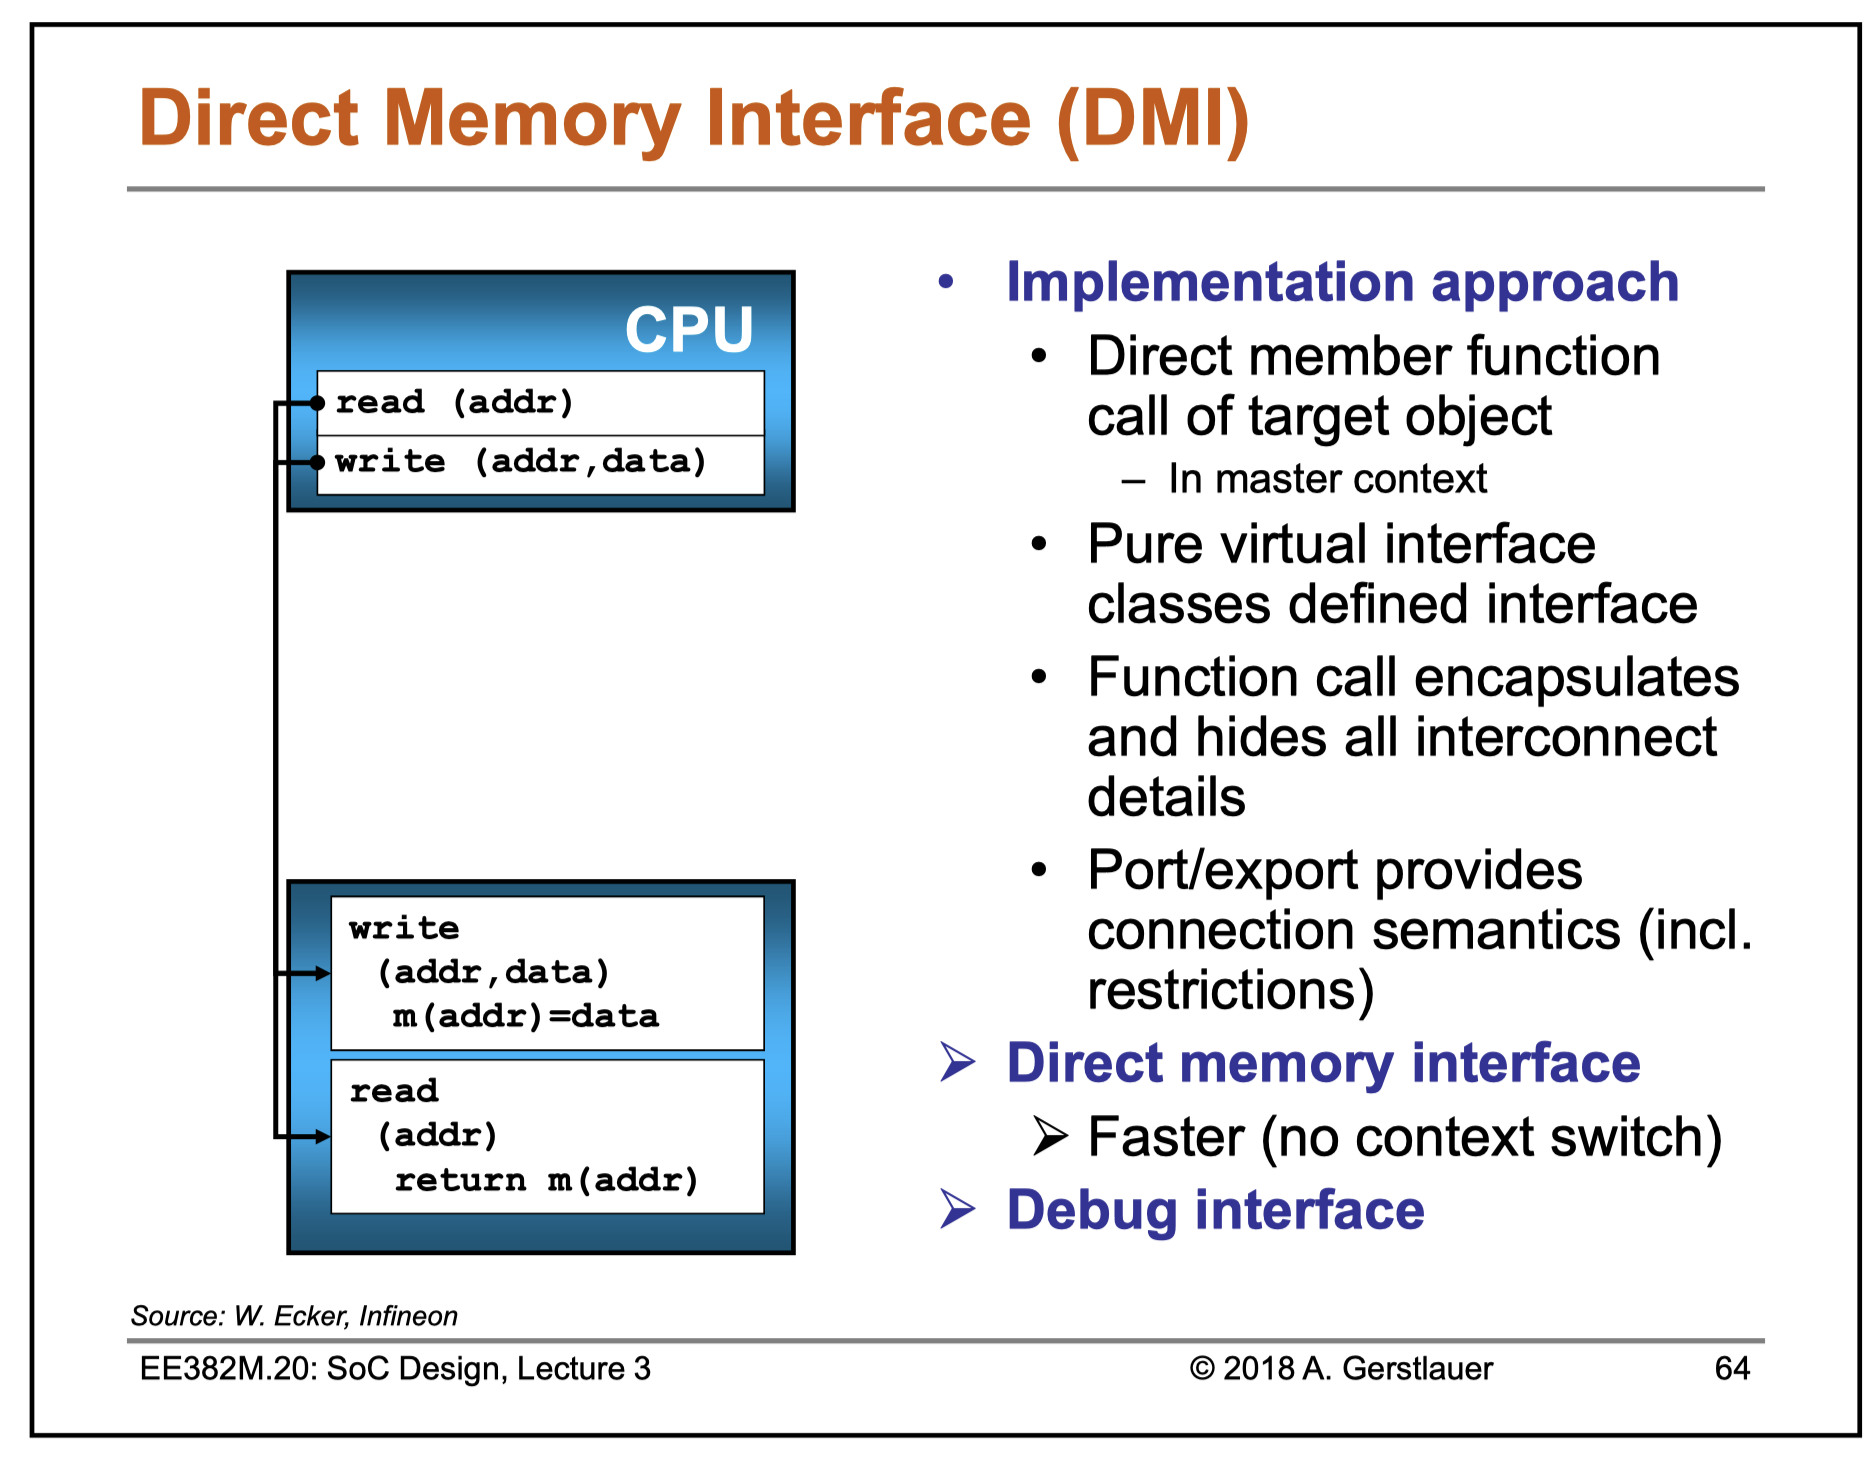 Direct Memory Interface (DMI)
CPU
read (addr)
write (addr,data)
write
(addr,data)
m(addr)=data
read
(addr)
return m(addr)
• Implementation approach
• Direct member function
call of target object
– In master context
• Pure virtual interface
classes defined interface
• Function call encapsulates
and hides all interconnect
details
• Port/export provides
connection semantics (incl.
restrictions)
➢ Direct memory interface
➢ Faster (no context switch)
➢ Debug interface
Source: W. Ecker, Infineon
EE382M.20: SoC Design, Lecture 3
© 2018 A. Gerstlauer
64